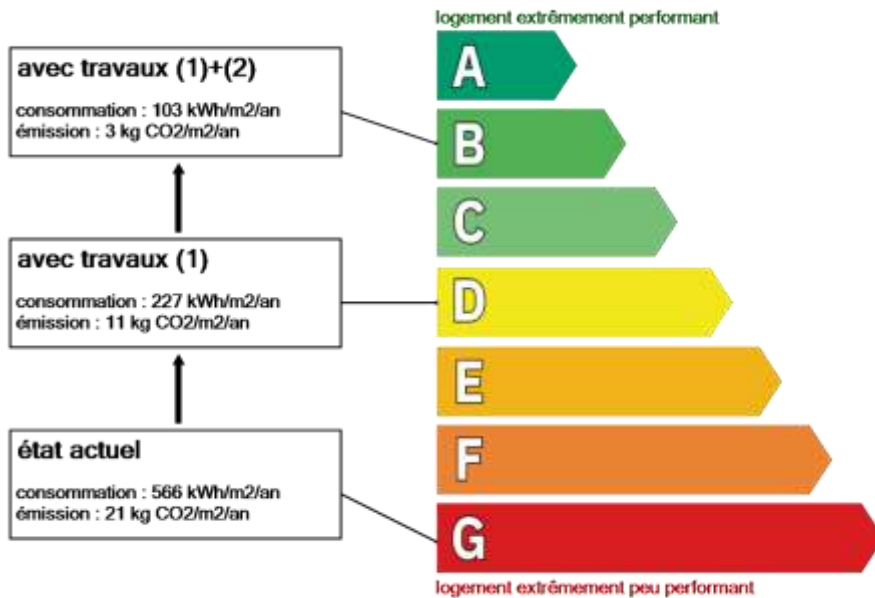 logement extrêmement performant
avec travaux (1)+(2)
consommation : 103 kWh/m2/an
émission : 3 kg CO2/m2/an
avec travaux (1)
consommation : 227 kWh/m2/an
émission : 11 kg CO2/m2/an
état actuel
consommation : 566 kWh/m2/an
émission : 21 kg CO2/m2/an
A
B
C
D
E
F
G
logement extrêmement peu performant